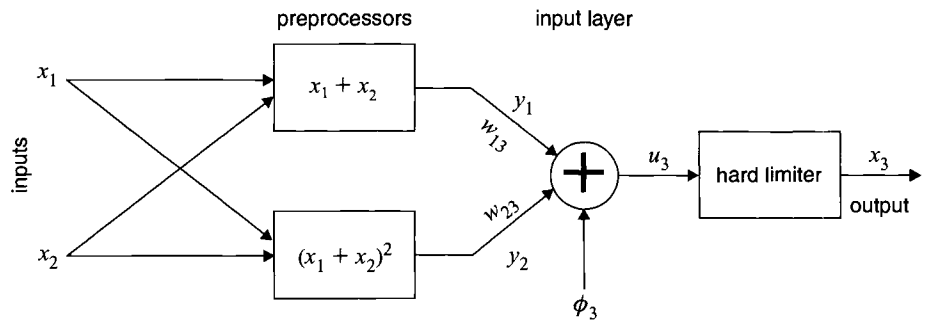 preprocessors
input layer
inputs
x₁
x₂
x₁ + x₂
(x₁ + x₂)²
y₁
w₁₃
w₂₃
y₂
+
ϕ₃
u₃
hard limiter
x₃
output